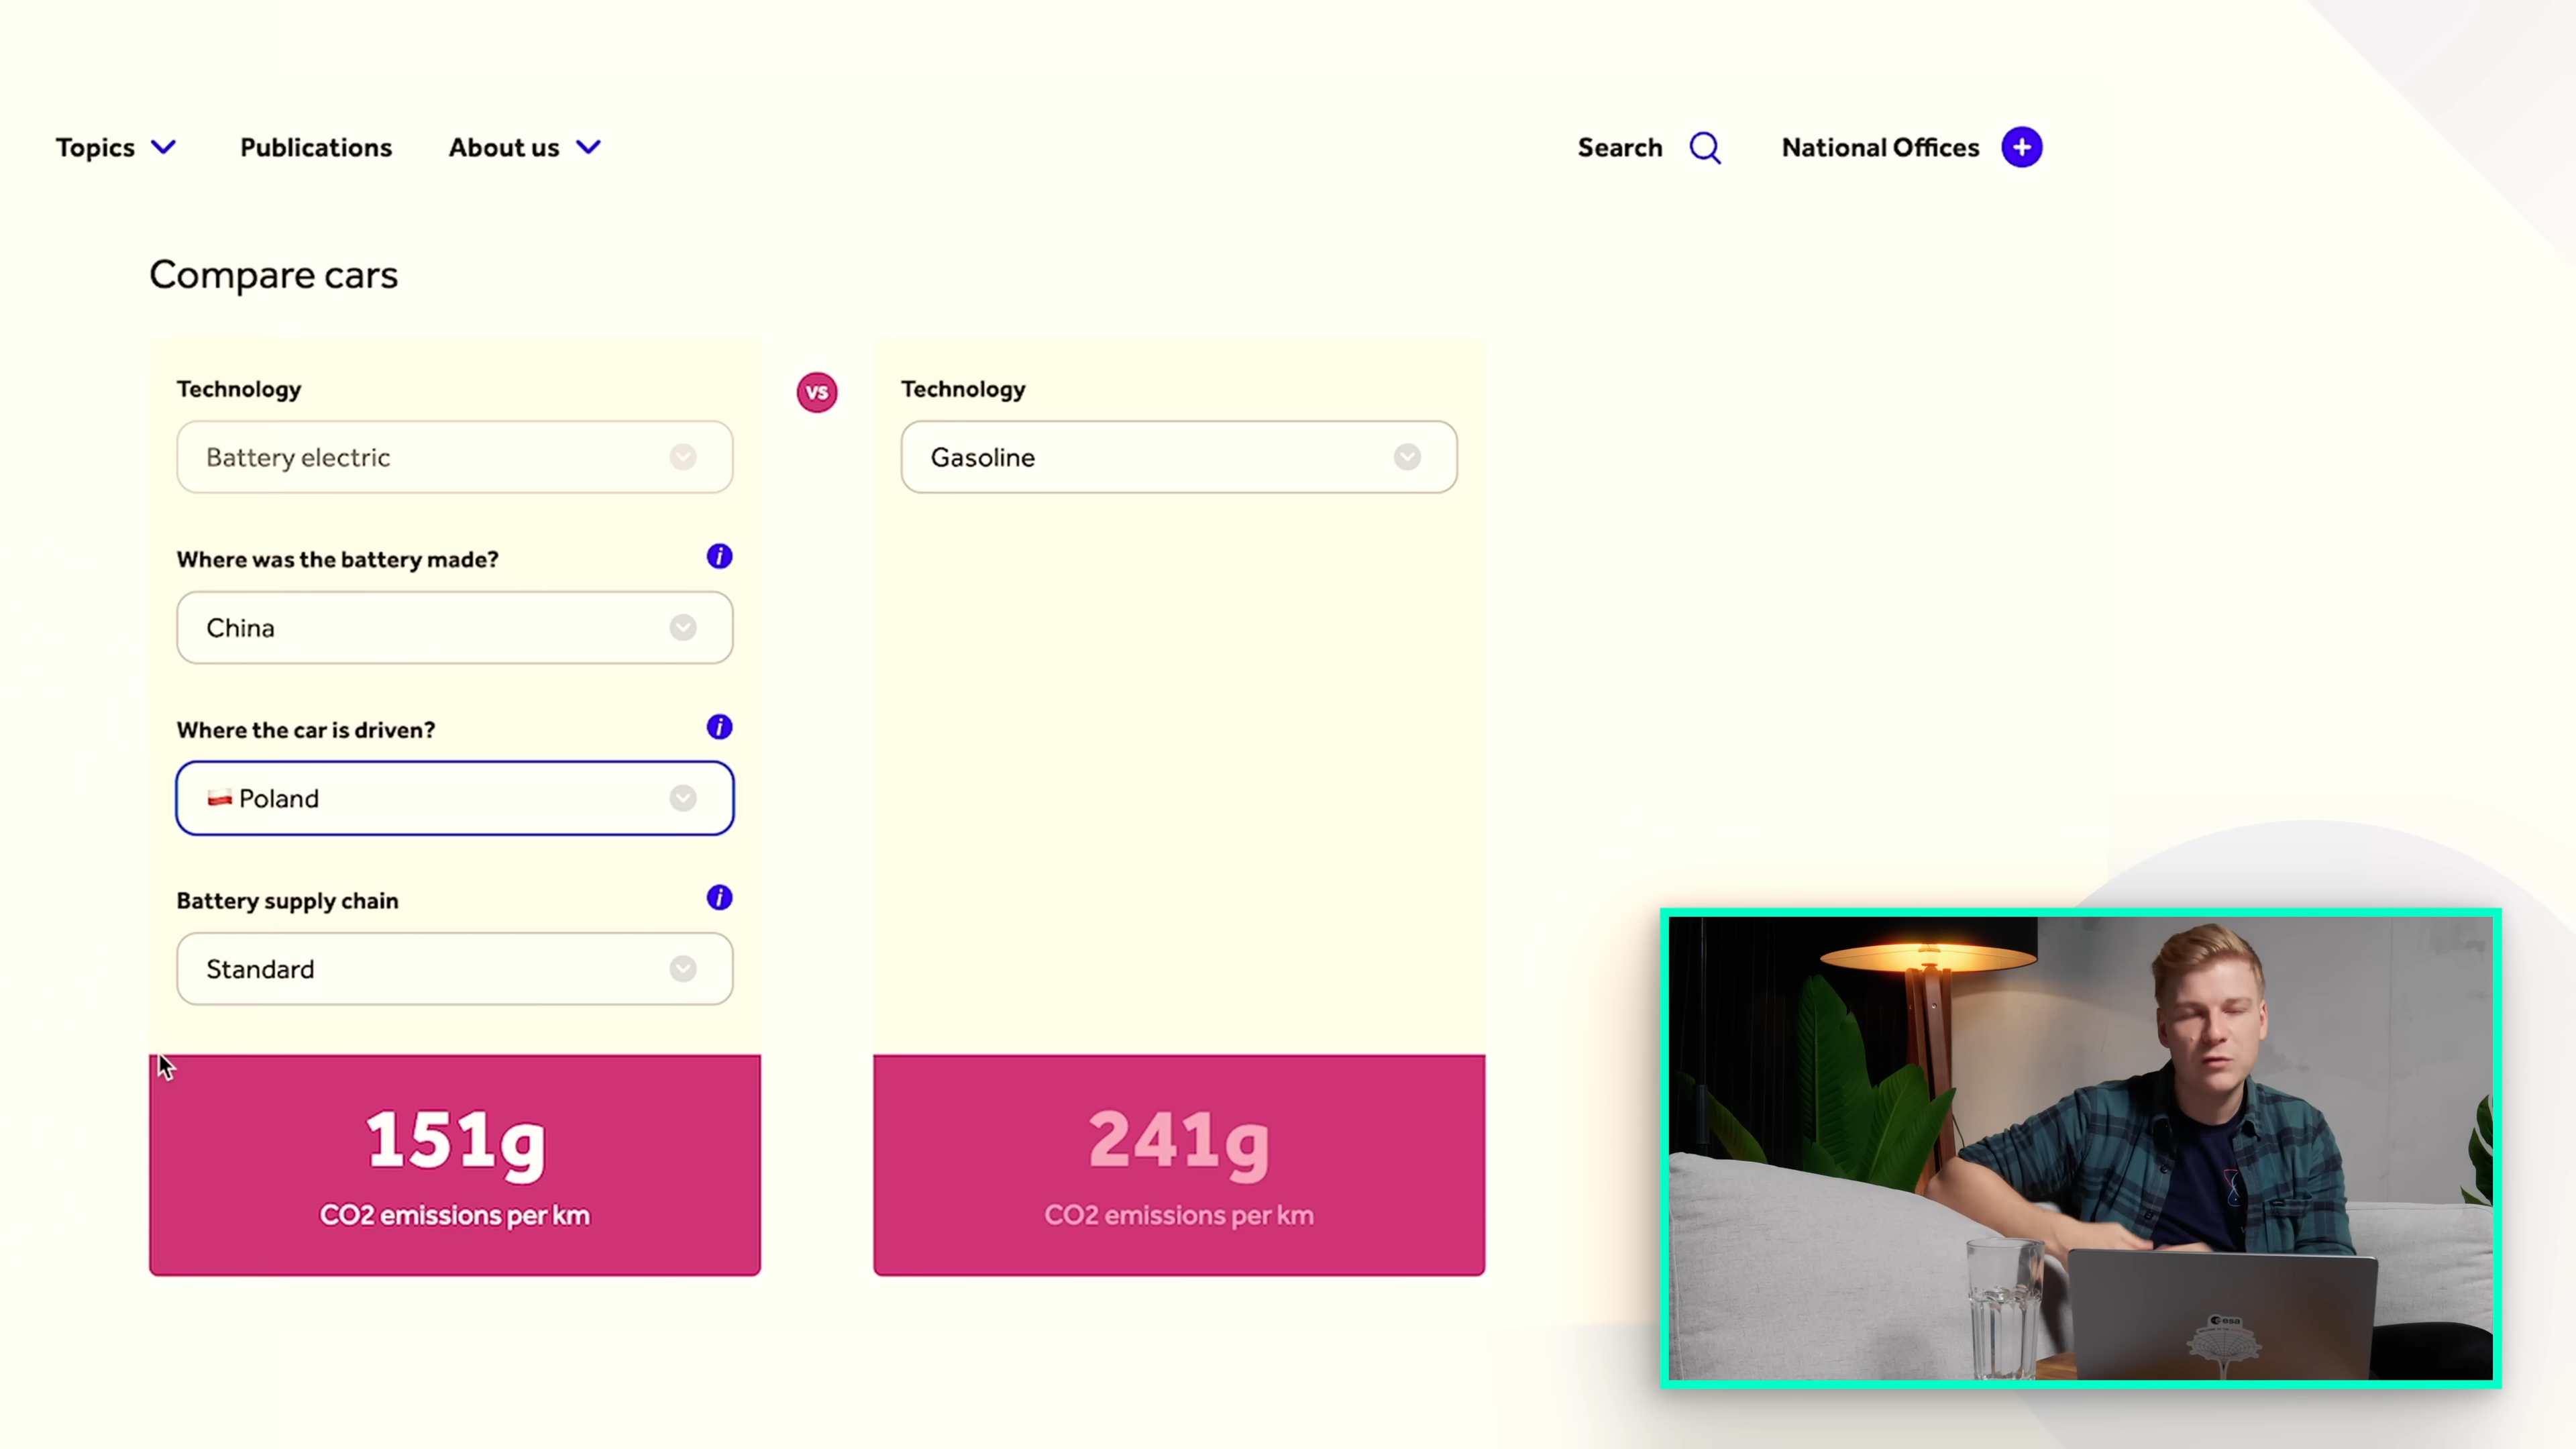 Topics
Publications
About us
Search
National Offices
Compare cars
Technology
Battery electric
Where was the battery made?
China
Where the car is driven?
Poland
Battery supply chain
Standard
151g
CO2 emissions per km
VS
Technology
Gasoline
241g
CO2 emissions per km
esa